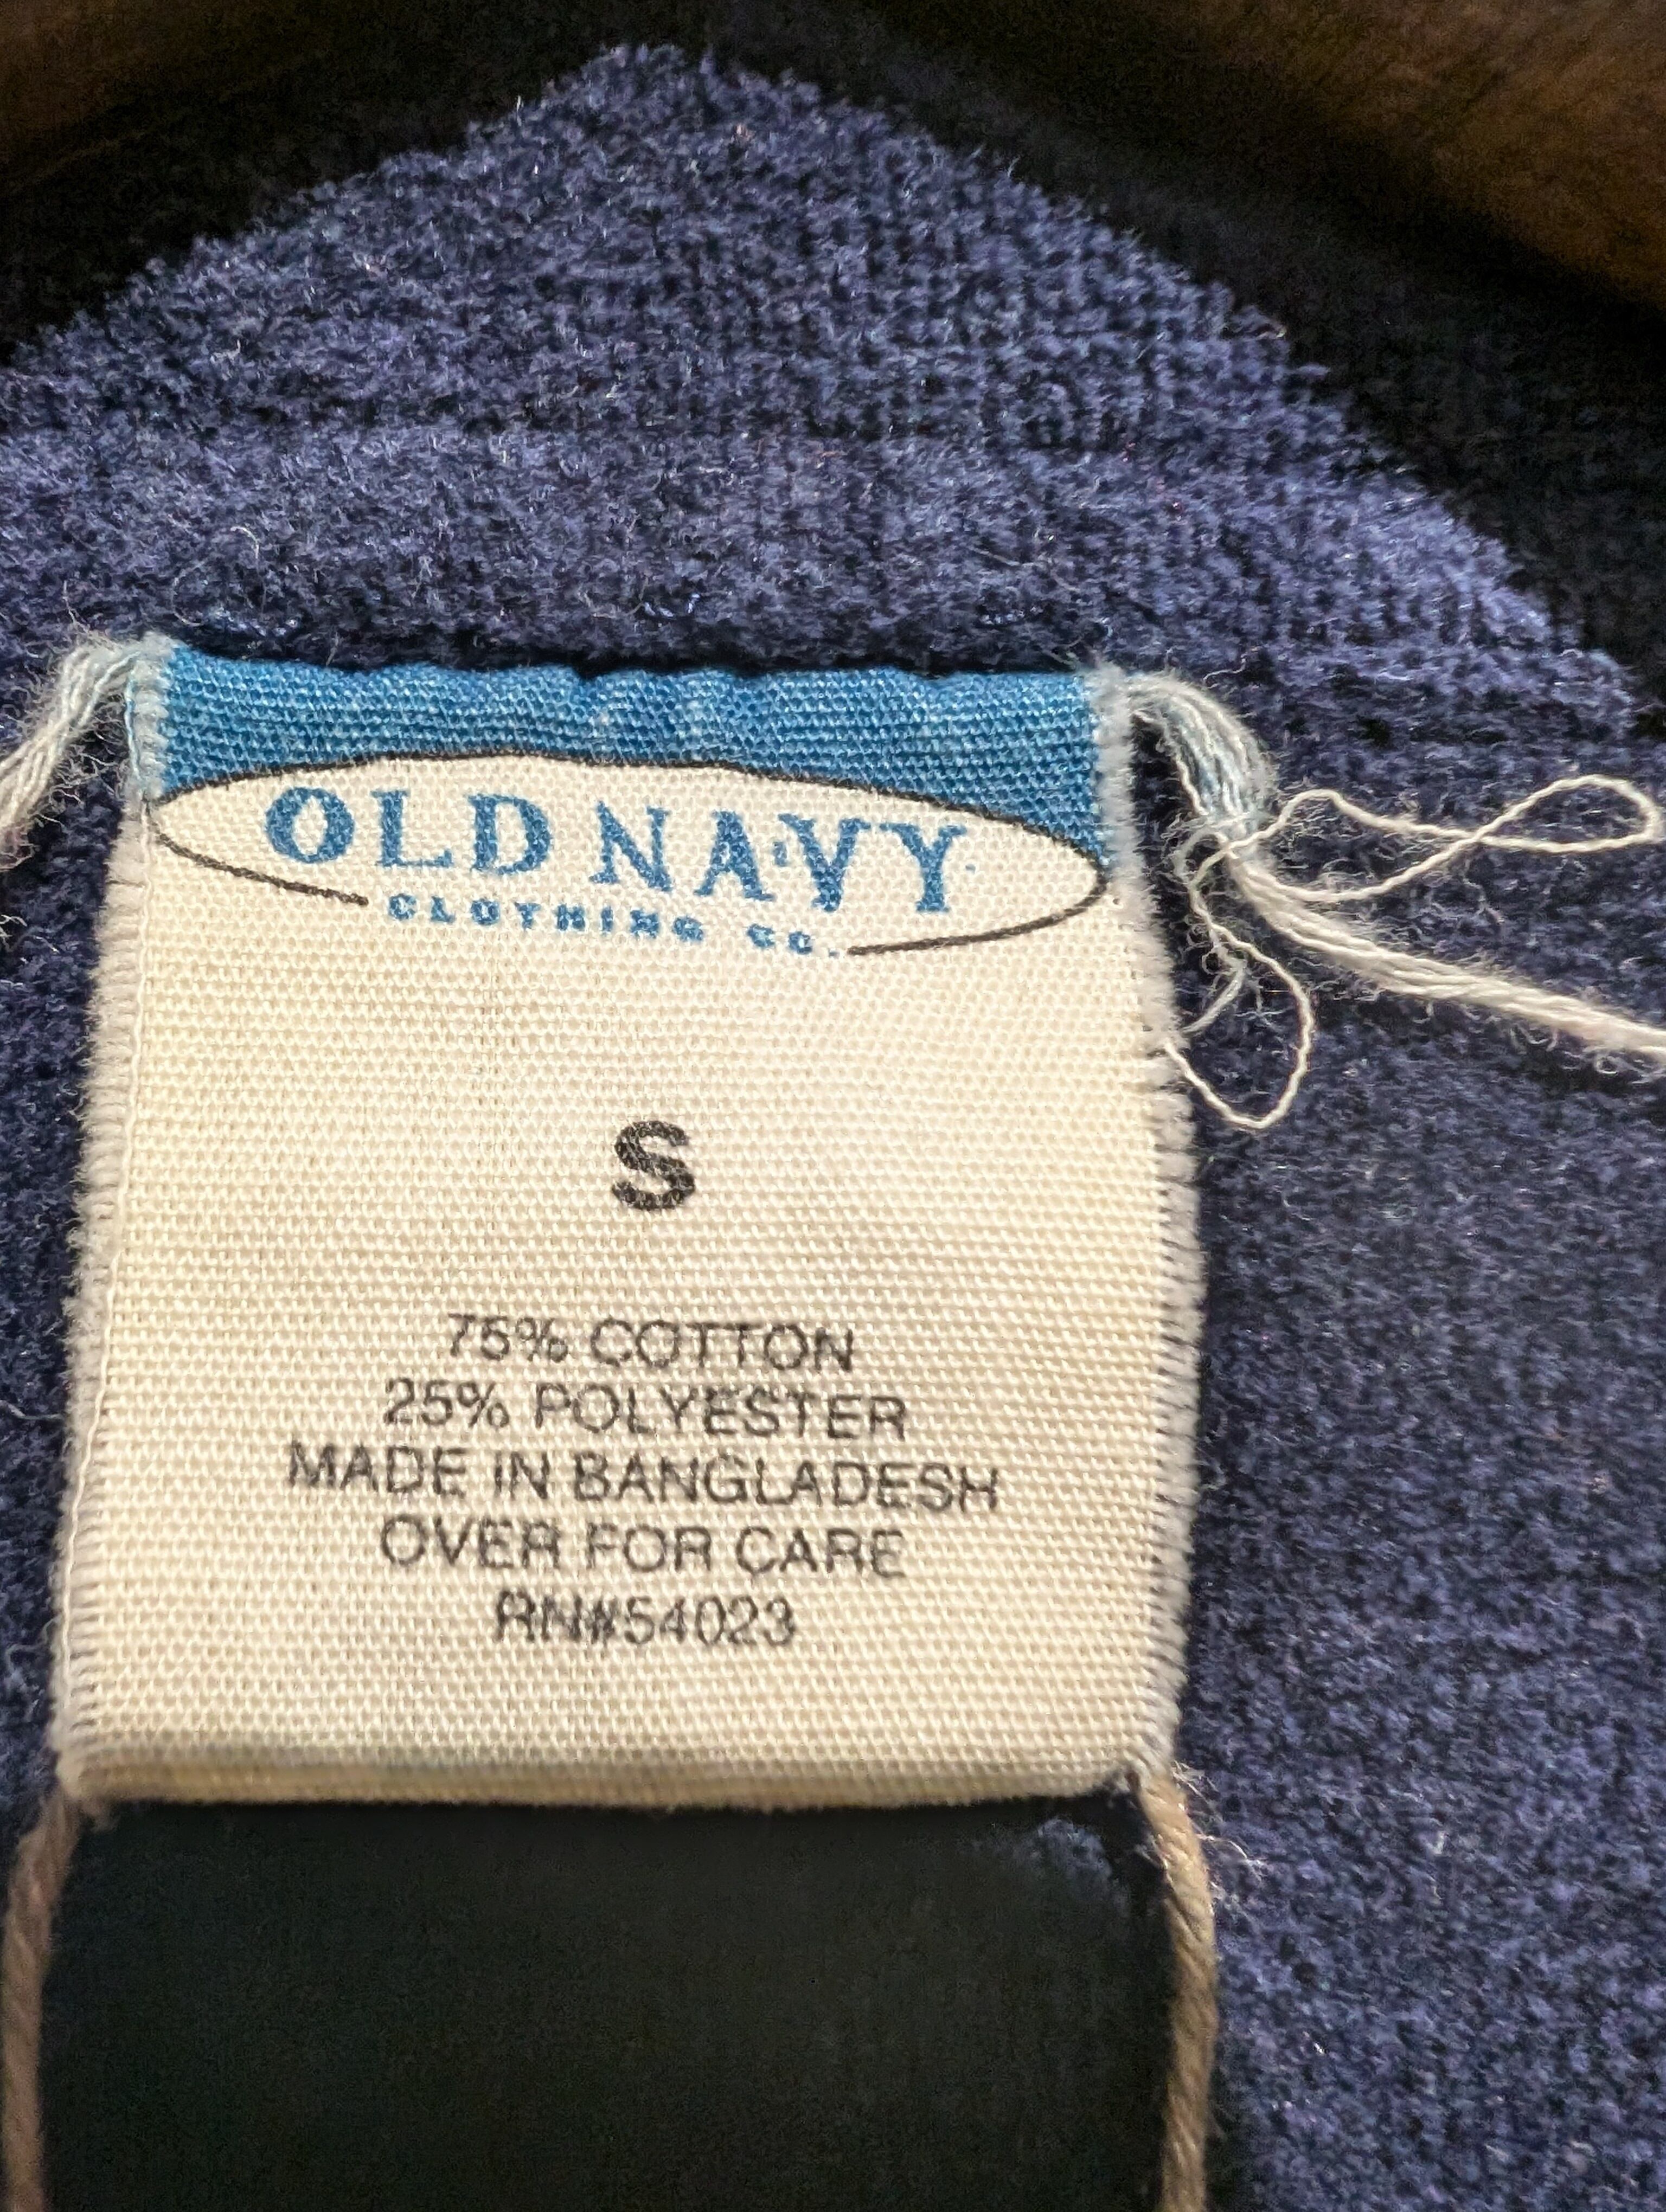 OLD NAVY
CLOTHING CO.
S
75% COTTON
25% POLYESTER
MADE IN BANGLADESH
OVER FOR CARE
RN#54023